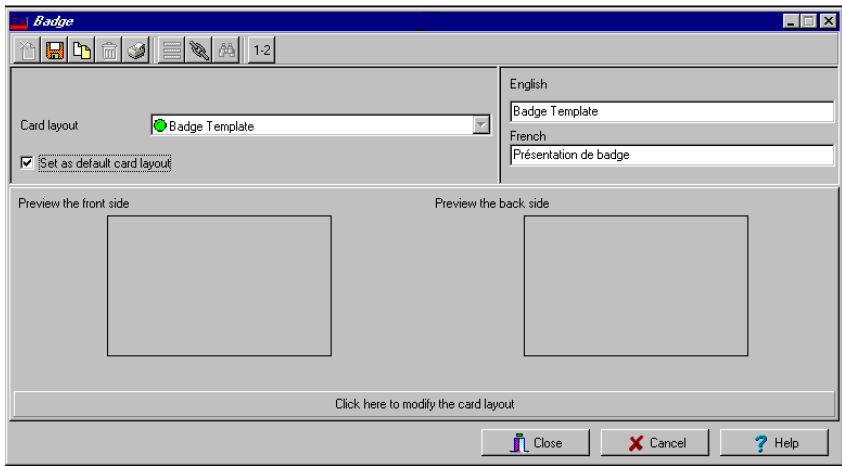 Badge
1-2
English
Badge Template
Card layout
Badge Template
French
Présentation de badge
Set as default card layout
Preview the front side
Preview the back side
Click here to modify the card layout
Close
Cancel
? Help